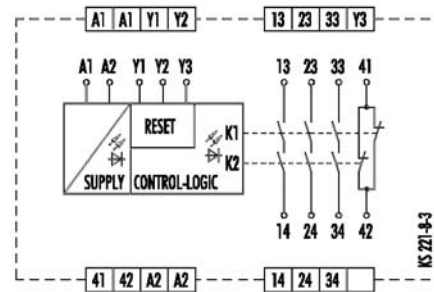 A1 A1 Y1 Y2 13 23 33 Y3
A1 A2 Y1 Y2 Y3 13 23 33 41
RESET
K1
K2
SUPPLY CONTROL-LOGIC
14 24 34 42
KS 221-8-3
41 42 A2 A2 14 24 34